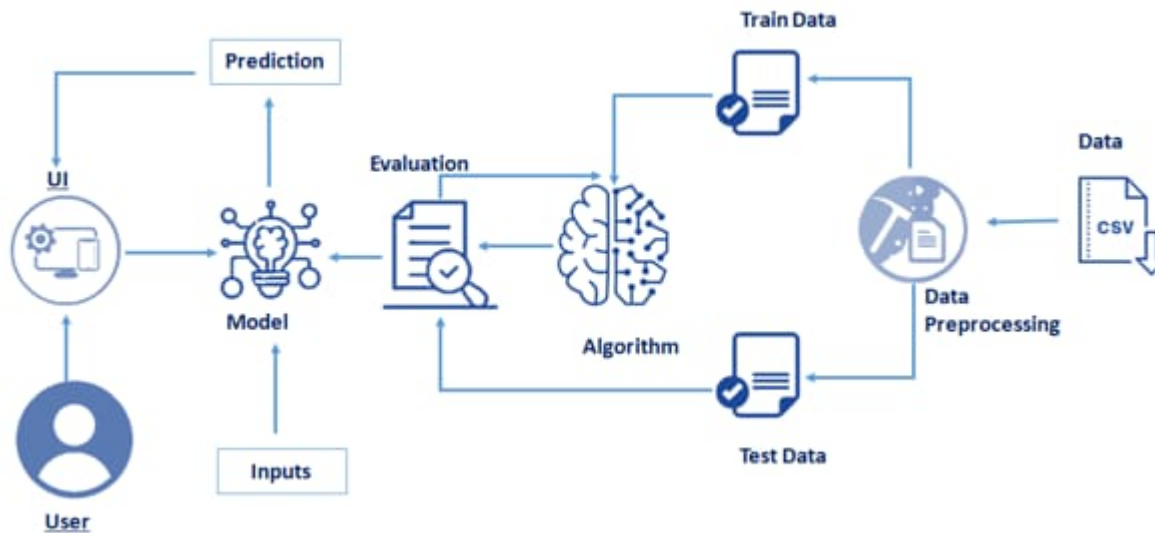 Train Data
Prediction
Data
Evaluation
UI
CSV
Data
Preprocessing
Model
Algorithm
Inputs
Test Data
User